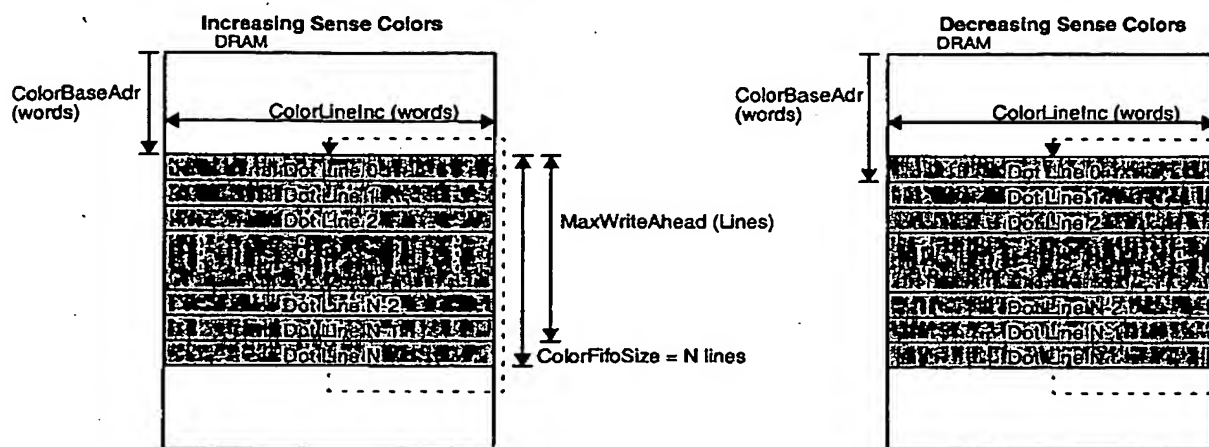 Increasing Sense Colors
DRAM
ColorBaseAdr
(words)
ColorLineInc (words)
Dot Line 0
Dot Line 1
Dot Line 2
Dot Line N-2
Dot Line N-1
Dot Line N
MaxWriteAhead (Lines)
ColorFifoSize = N lines
Decreasing Sense Colors
DRAM
ColorBaseAdr
(words)
ColorLineInc (words)
Dot Line 0
Dot Line 1
Dot Line 2
Dot Line N-2
Dot Line N-1
Dot Line N